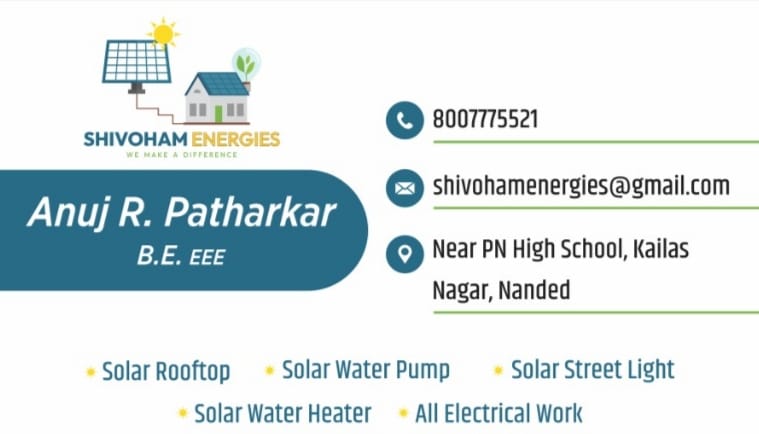 SHIVOHAM ENERGIES
WE MAKE A DIFFERENCE
Anuj R. Patharkar
B.E. EEE
8007775521
shivohamenergies@gmail.com
Near PN High School, Kailas
Nagar, Nanded
Solar Rooftop Solar Water Pump Solar Street Light
Solar Water Heater All Electrical Work